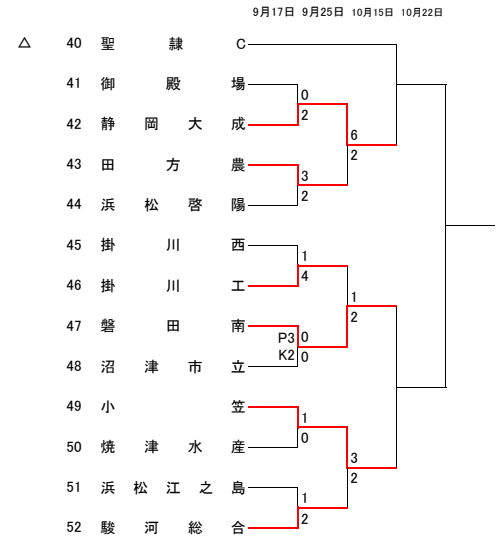 9月17日 9月25日 10月15日 10月22日
△ 40 聖隷C
41 御殿場
0
42 静岡大成
2
6
43 田方農
2
3
44 浜松啓陽
2
45 掛川西
1
46 掛川工
4
1
47 磐田南
2
P3 0
K2 0
48 沼津市立
49 小笠
1
50 焼津水産
0
3
51 浜松江之島
2
1
52 駿河総合
2